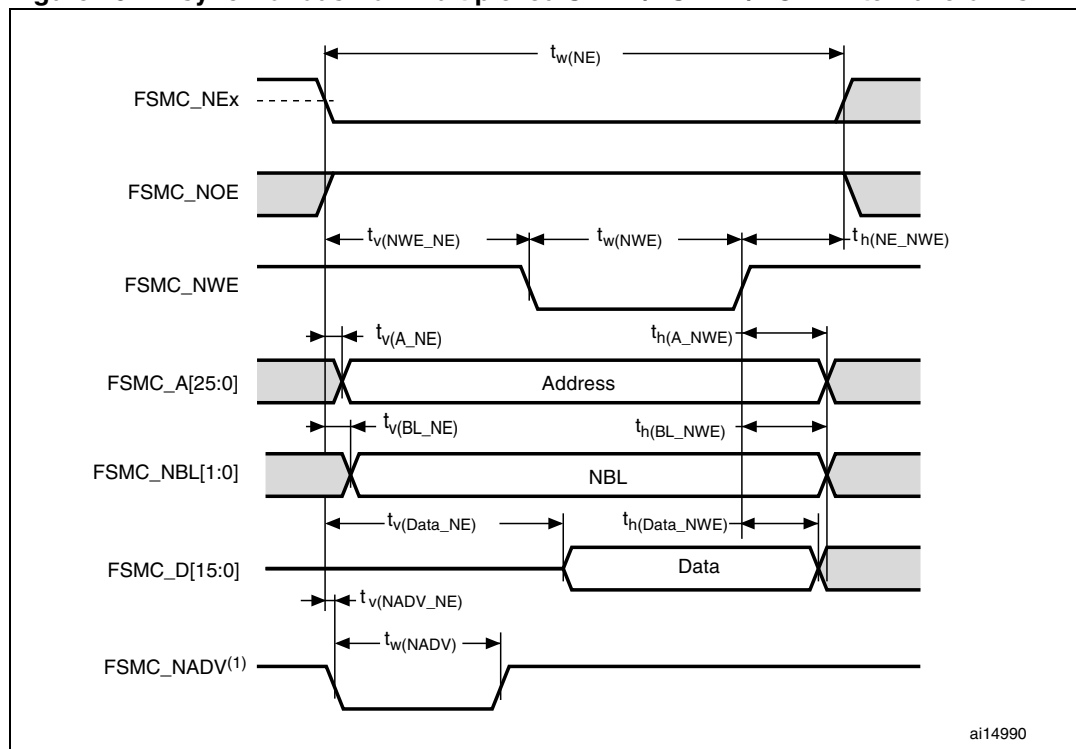 t_w(NE)
FSMC_NEx
FSMC_NOE
t_v(NWE_NE)
t_w(NWE)
t_h(NE_NWE)
FSMC_NWE
t_v(A_NE)
t_h(A_NWE)
FSMC_A[25:0]
Address
t_v(BL_NE)
t_h(BL_NWE)
FSMC_NBL[1:0]
NBL
t_v(Data_NE)
t_h(Data_NWE)
FSMC_D[15:0]
Data
t_v(NADV_NE)
t_w(NADV)
FSMC_NADV(1)
ai14990